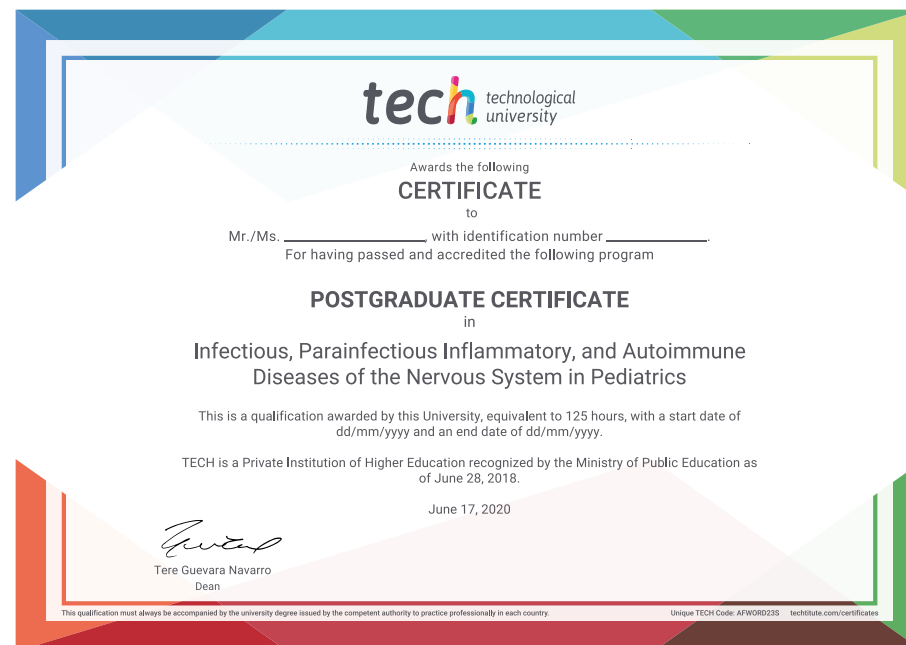 tech technological
university
Awards the following
CERTIFICATE
to
Mr./Ms. ____________, with identification number ____________.
For having passed and accredited the following program
POSTGRADUATE CERTIFICATE
in
Infectious, Parainfectious Inflammatory, and Autoimmune
Diseases of the Nervous System in Pediatrics
This is a qualification awarded by this University, equivalent to 125 hours, with a start date of
dd/mm/yyyy and an end date of dd/mm/yyyy.
TECH is a Private Institution of Higher Education recognized by the Ministry of Public Education as
of June 28, 2018.
June 17, 2020
Tere Guevara Navarro
Dean
This qualification must always be accompanied by the university degree issued by the competent authority to practice professionally in each country.
Unique TECH Code: AFWORD23S techtitute.com/certificates